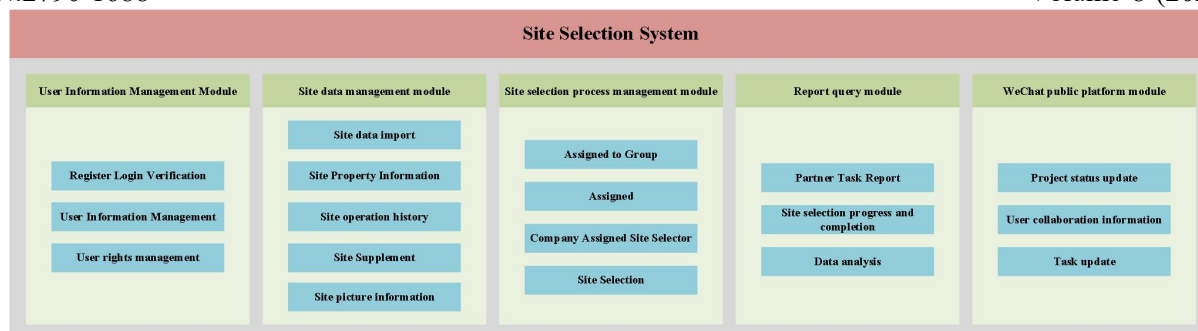 Site Selection System
User Information Management Module
Register Login Verification
User Information Management
User rights management
Site data management module
Site data import
Site Property Information
Site operation history
Site Supplement
Site picture information
Site selection process management module
Assigned to Group
Assigned
Company Assigned Site Selector
Site Selection
Report query module
Partner Task Report
Site selection progress and
completion
Data analysis
WeChat public platform module
Project status update
User collaboration information
Task update